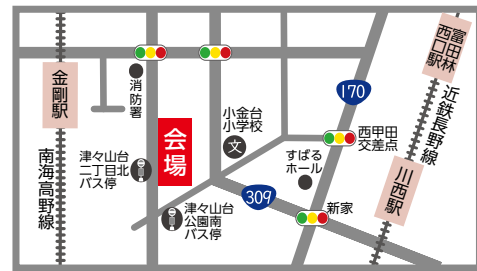 富田林
西口駅
170
金剛駅
消防署
近鉄長野線
小金台
小学校
文
会場
西甲田
交差点
すばる
ホール
津々山台
二丁目北
バス停
川西駅
南海高野線
309
津々山台
公園南
バス停
新家